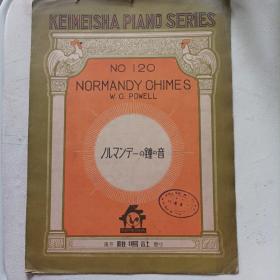 KEIMEISHA PIANO SERIES
NO 120
NORMANDY CHIMES
W. C. POWELL
ノルマンデーの鐘の音